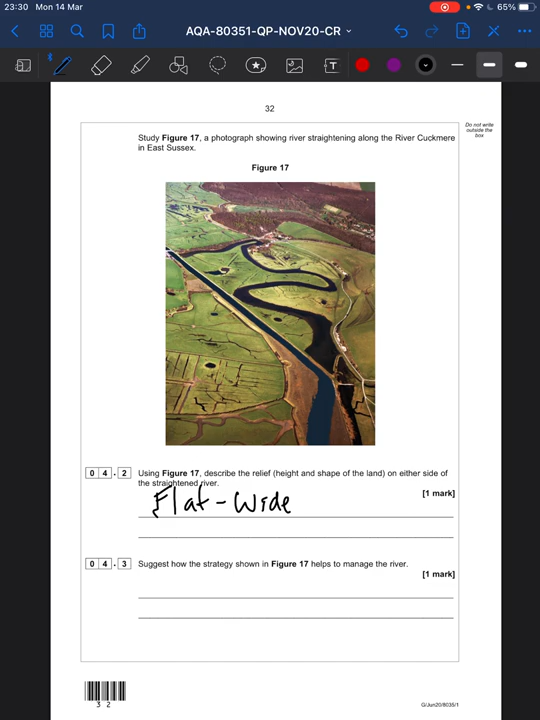 23:30 Mon 14 Mar
65%
AQA-80351-QP-NOV20-CR
32
Do not write
outside the
box
Study Figure 17, a photograph showing river straightening along the River Cuckmere
in East Sussex.
Figure 17
0 4 . 2 Using Figure 17, describe the relief (height and shape of the land) on either side of
the straightened river.
[1 mark]
Flat - Wide
0 4 . 3 Suggest how the strategy shown in Figure 17 helps to manage the river.
[1 mark]
3 2
G/Jun20/8035/1